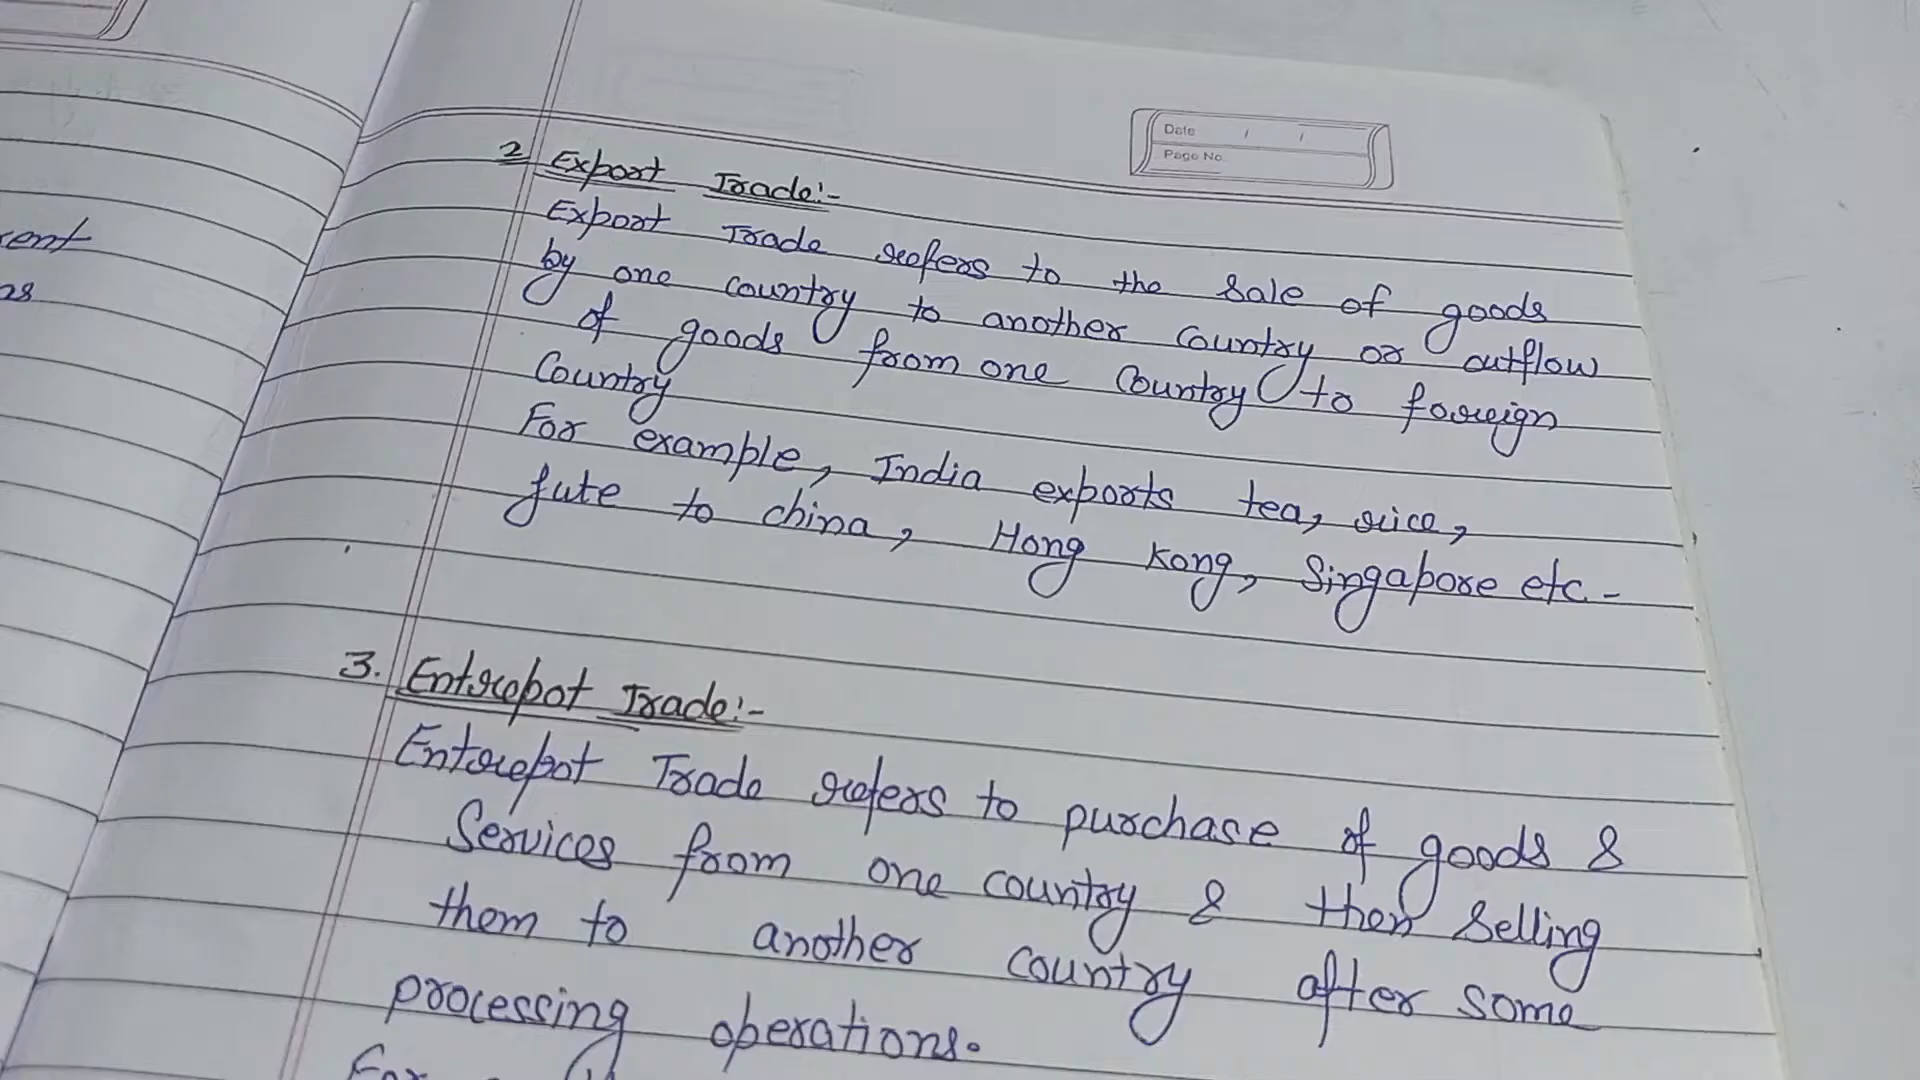 Date / /
Page No.
2 Export Trade:-
Export Trade refers to the sale of goods
by one country to another country or outflow
of goods from one country to foreign
Country
For example, India exports tea, rice,
jute to china, Hong Kong, Singapore etc-
3. Entrepot Trade:-
Entrepot Trade refers to purchase of goods &
Services from one country & then selling
them to another country after some
processing operations.
For